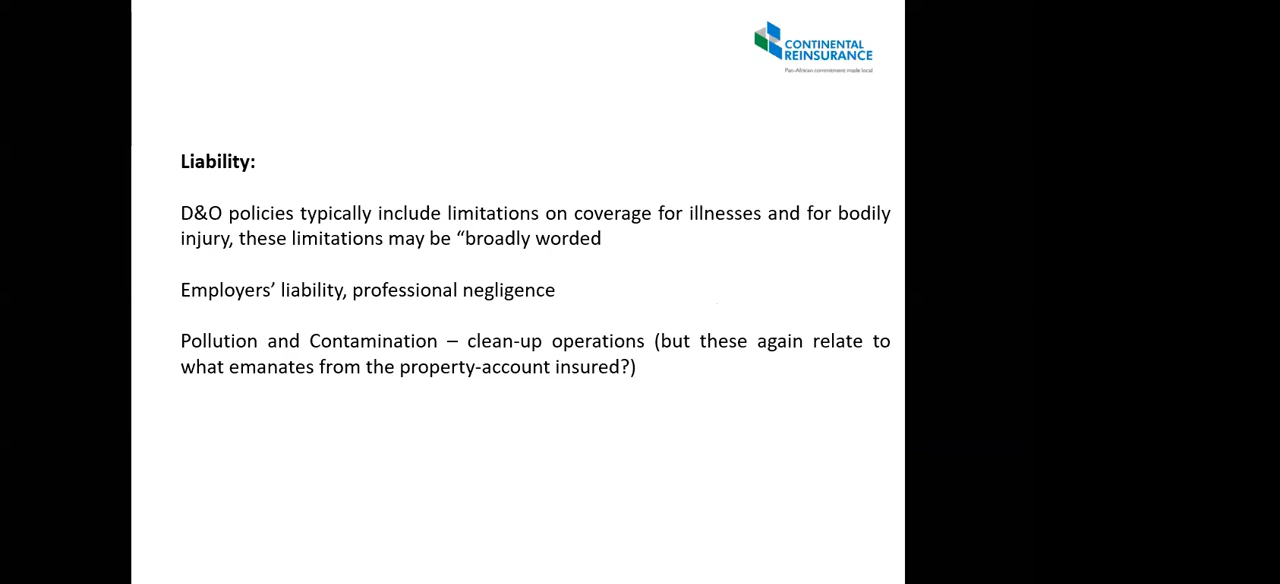 CONTINENTAL
REINSURANCE
Pan-African commitment made local
Liability:
D&O policies typically include limitations on coverage for illnesses and for bodily
injury, these limitations may be “broadly worded
Employers’ liability, professional negligence
Pollution and Contamination – clean-up operations (but these again relate to
what emanates from the property-account insured?)